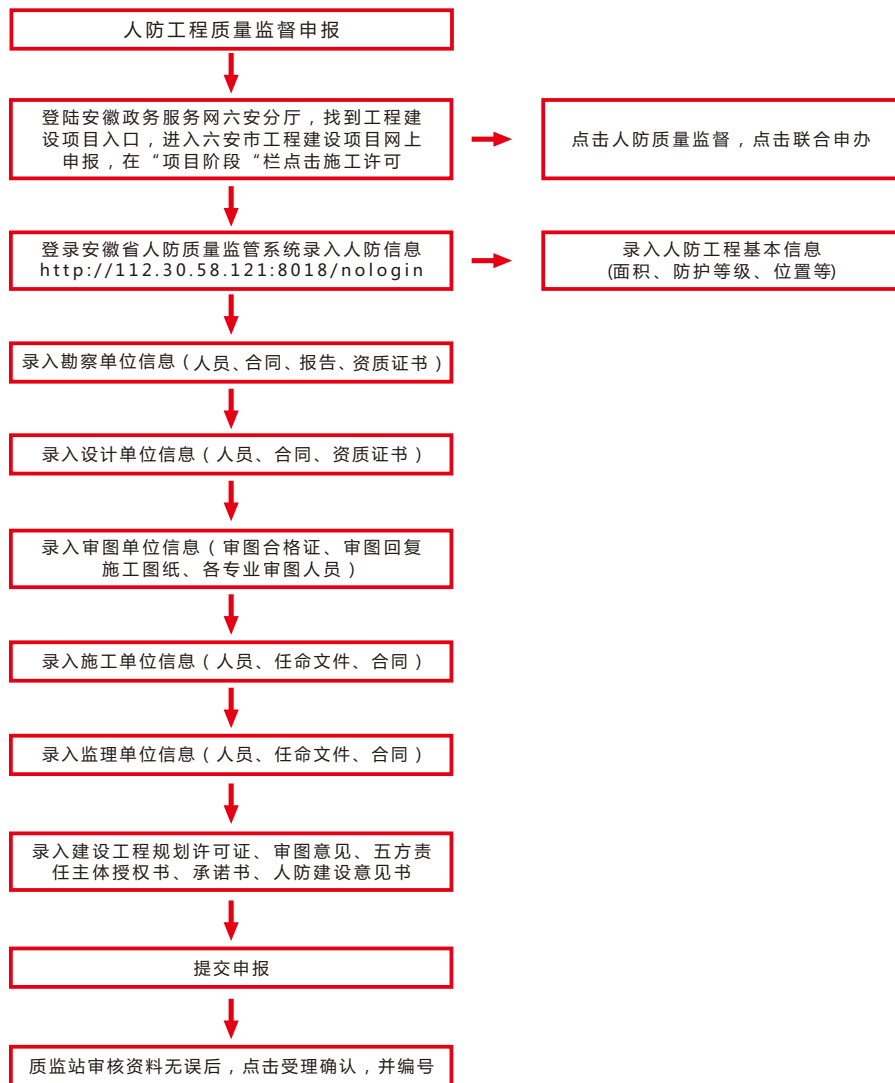 人防工程质量监督申报
登陆安徽政务服务网六安分厅，找到工程建
设项目入口，进入六安市工程建设项目网上
申报，在“项目阶段“栏点击施工许可
点击人防质量监督，点击联合申办
登录安徽省人防质量监管系统录入人防信息
http://112.30.58.121:8018/nologin
录入人防工程基本信息
(面积、防护等级、位置等)
录入勘察单位信息（人员、合同、报告、资质证书）
录入设计单位信息（人员、合同、资质证书）
录入审图单位信息（审图合格证、审图回复
施工图纸、各专业审图人员）
录入施工单位信息（人员、任命文件、合同）
录入监理单位信息（人员、任命文件、合同）
录入建设工程规划许可证、审图意见、五方责
任主体授权书、承诺书、人防建设意见书
提交申报
质监站审核资料无误后，点击受理确认，并编号